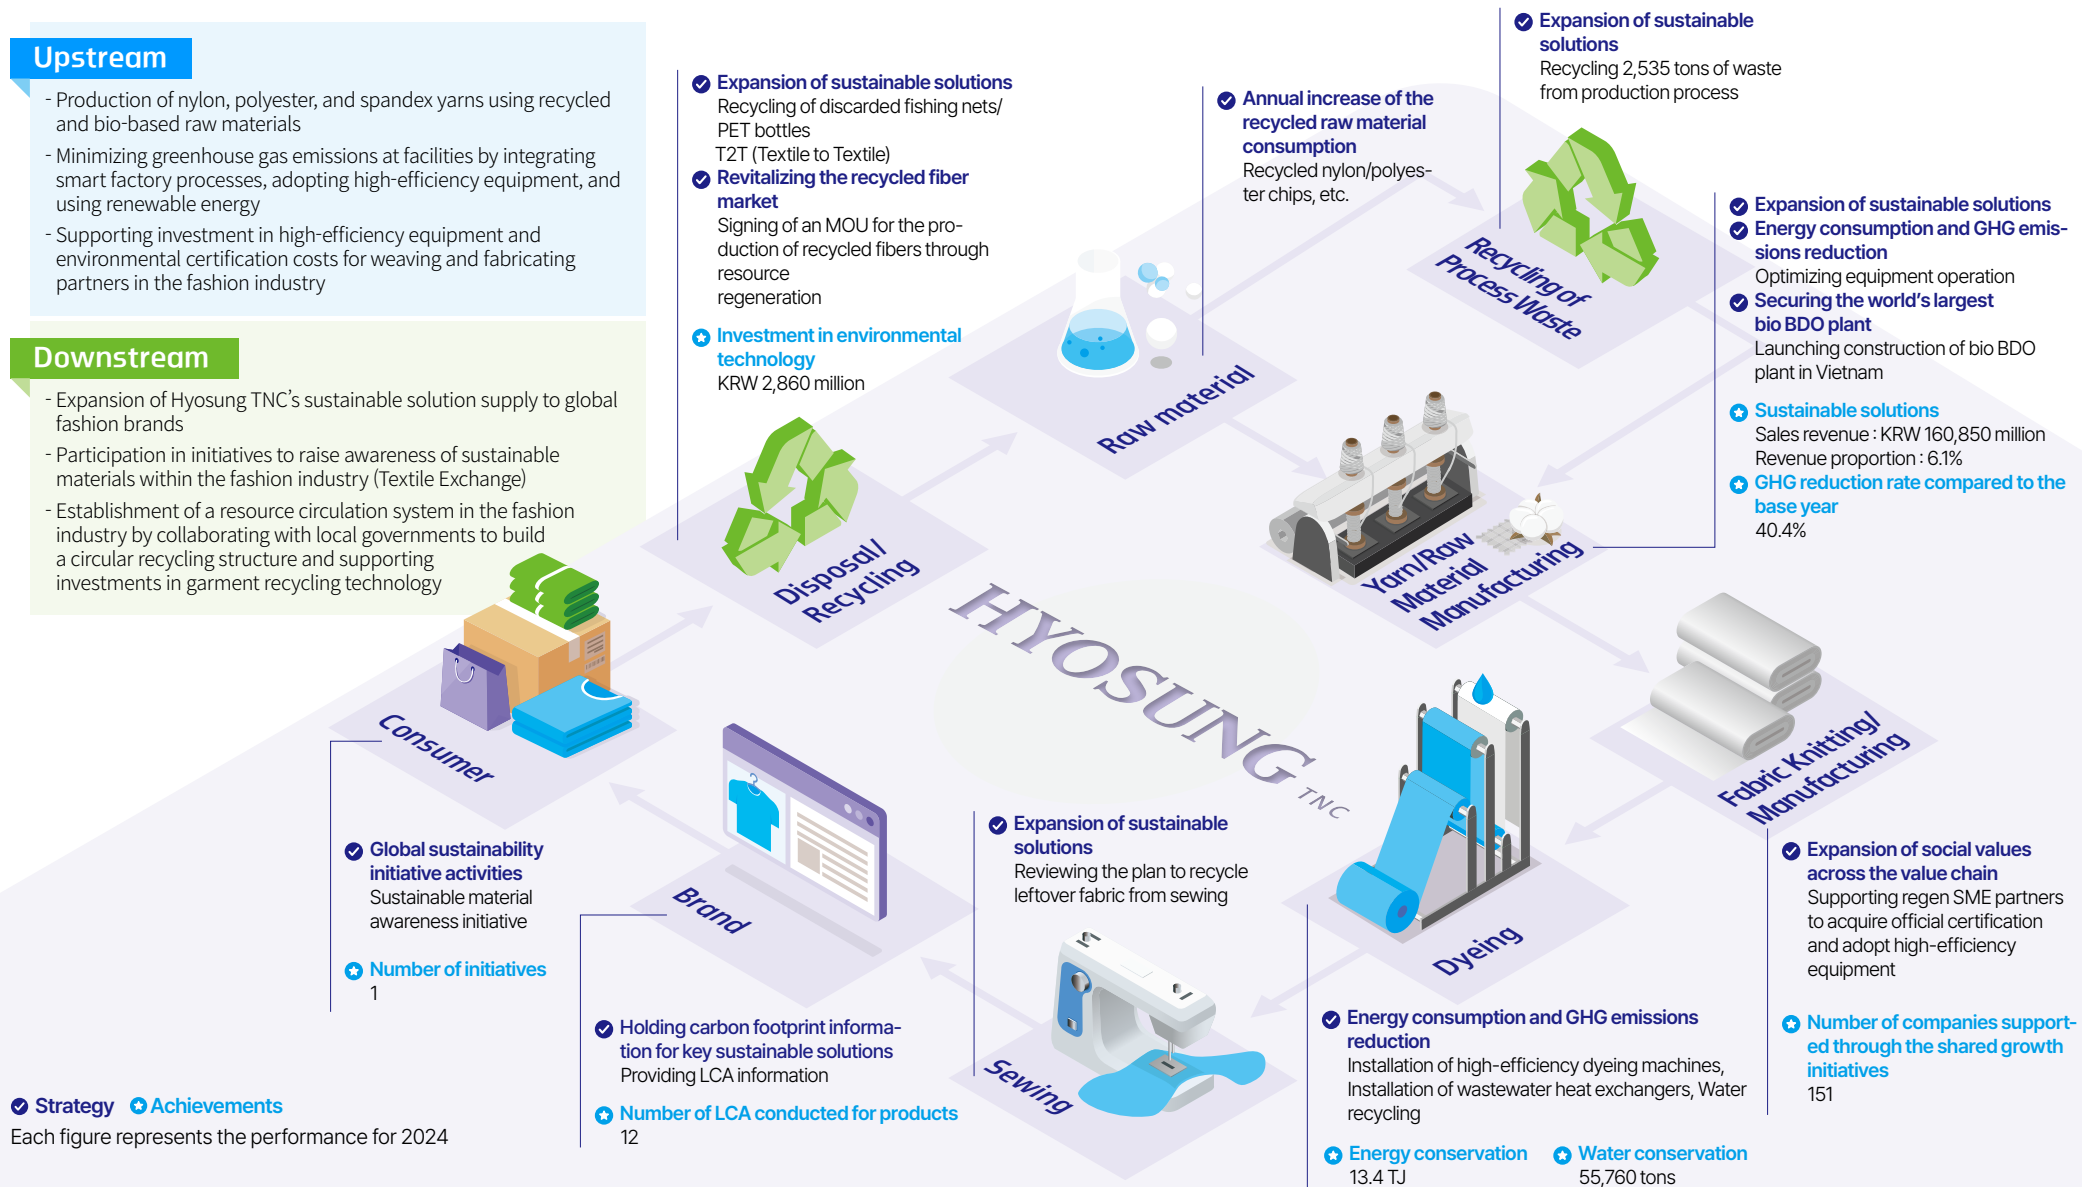 Upstream
- Production of nylon, polyester, and spandex yarns using recycled
and bio-based raw materials
- Minimizing greenhouse gas emissions at facilities by integrating
smart factory processes, adopting high-efficiency equipment, and
using renewable energy
- Supporting investment in high-efficiency equipment and
environmental certification costs for weaving and fabricating
partners in the fashion industry
Downstream
- Expansion of Hyosung TNC's sustainable solution supply to global
fashion brands
- Participation in initiatives to raise awareness of sustainable
materials within the fashion industry (Textile Exchange)
- Establishment of a resource circulation system in the fashion
industry by collaborating with local governments to build
a circular recycling structure and supporting
investments in garment recycling technology
Expansion of sustainable solutions
Recycling of discarded fishing nets/
PET bottles
T2T (Textile to Textile)
Revitalizing the recycled fiber
market
Signing of an MOU for the pro-
duction of recycled fibers through
resource
regeneration
Investment in environmental
technology
KRW 2,860 million
Disposal/
Recycling
Annual increase of the
recycled raw material
consumption
Recycled nylon/polyes-
ter chips, etc.
Raw material
Expansion of sustainable
solutions
Recycling 2,535 tons of waste
from production process
Recycling of
Process Waste
Expansion of sustainable solutions
Energy consumption and GHG emis-
sions reduction
Optimizing equipment operation
Securing the world's largest
bio BDO plant
Launching construction of bio BDO
plant in Vietnam
Sustainable solutions
Sales revenue : KRW 160,850 million
Revenue proportion : 6.1%
GHG reduction rate compared to the
base year
40.4%
Yarn/Raw
Material
Manufacturing
HYOSUNG TNC
Fabric Knitting/
Manufacturing
Expansion of social values
across the value chain
Supporting regen SME partners
to acquire official certification
and adopt high-efficiency
equipment
Number of companies support-
ed through the shared growth
initiatives
151
Dyeing
Energy consumption and GHG emissions
reduction
Installation of high-efficiency dyeing machines,
Installation of wastewater heat exchangers, Water
recycling
Energy conservation
13.4 TJ
Water conservation
55,760 tons
Expansion of sustainable
solutions
Reviewing the plan to recycle
leftover fabric from sewing
Sewing
Brand
Holding carbon footprint informa-
tion for key sustainable solutions
Providing LCA information
Number of LCA conducted for products
12
Consumer
Global sustainability
initiative activities
Sustainable material
awareness initiative
Number of initiatives
1
Strategy Achievements
Each figure represents the performance for 2024